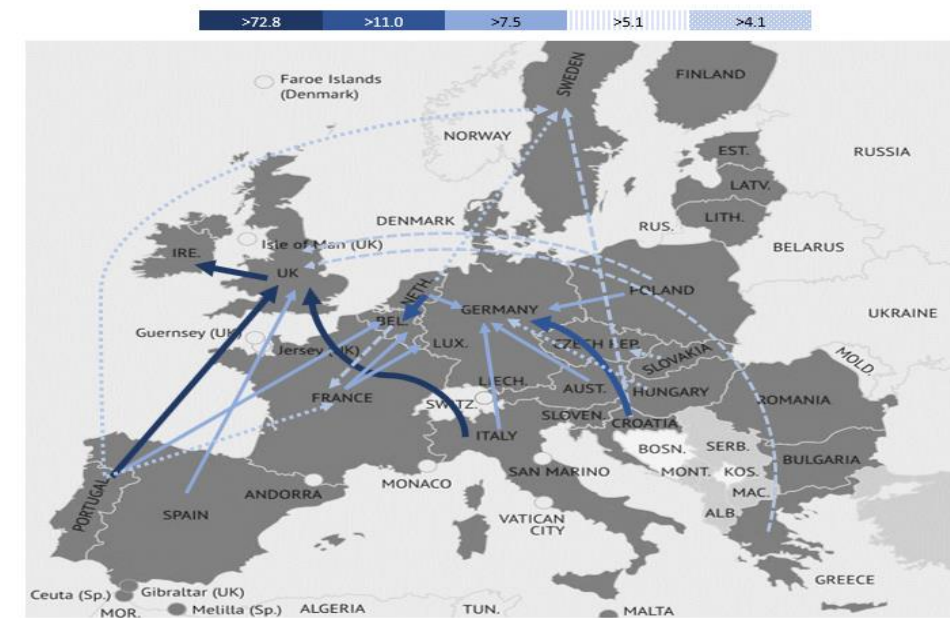 >72.8 >11.0 >7.5 >5.1 >4.1
Faroe Islands
(Denmark)
SWEDEN
FINLAND
NORWAY
EST.
RUSSIA
LATV.
LITH.
DENMARK
RUS.
BELARUS
IRE.
Isle of Man (UK)
UK
NETH.
POLAND
GERMANY
BEL.
UKRAINE
Guernsey (UK)
Jersey (UK)
LUX.
CZECH REP.
SLOVAKIA
MOLD.
LIECH.
AUST.
HUNGARY
FRANCE
SWITZ.
ROMANIA
SLOVEN.
CROATIA
ITALY
BOSN.
SERB.
BULGARIA
SAN MARINO
MONT.
KOS.
ANDORRA
MONACO
MAC.
PORTUGAL
SPAIN
VATICAN
CITY
ALB.
GREECE
Ceuta (Sp.)
Gibraltar (UK)
MOR.
Melilla (Sp.)
ALGERIA
TUN.
MALTA